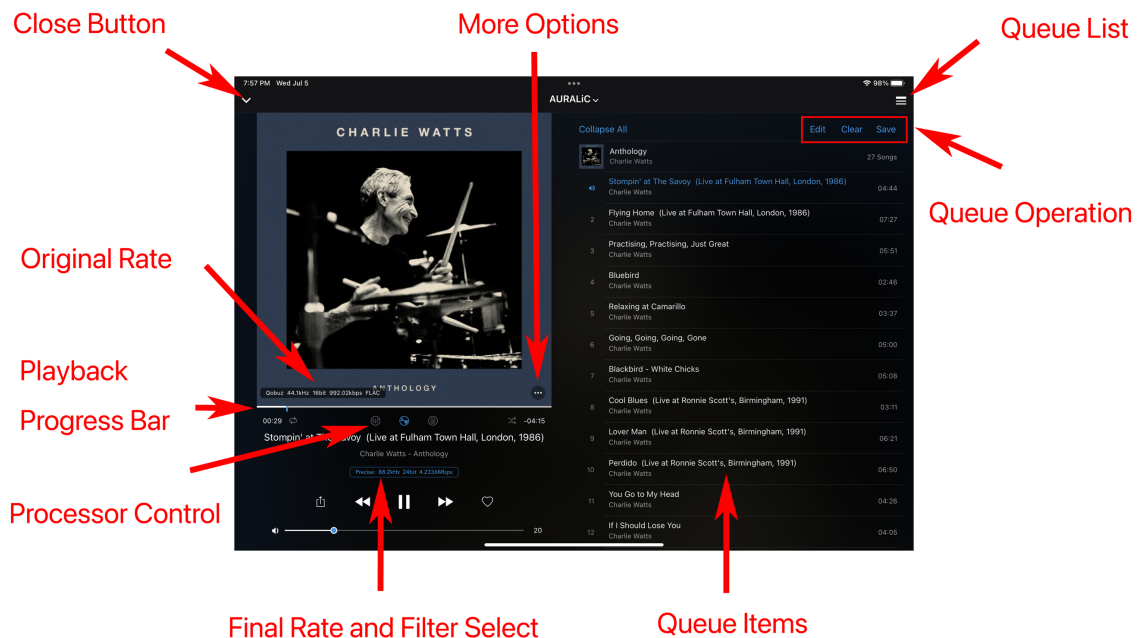 Close Button
More Options
Queue List
7:57 PM Wed Jul 5
98%
AURALiC
CHARLIE WATTS
Collapse All
Edit Clear Save
Anthology
Charlie Watts
27 Songs
Stompin' at The Savoy (Live at Fulham Town Hall, London, 1986)
Charlie Watts
04:44
2 Flying Home (Live at Fulham Town Hall, London, 1986)
Charlie Watts
07:27
Queue Operation
3 Practising, Practising, Just Great
Charlie Watts
05:51
Original Rate
4 Bluebird
Charlie Watts
02:46
5 Relaxing at Camarillo
Charlie Watts
03:37
6 Going, Going, Going, Gone
Charlie Watts
05:00
Playback
Progress Bar
7 Blackbird - White Chicks
Charlie Watts
05:08
ANTHOLOGY
Qobuz 44.1kHz 16bit 992.02kbps FLAC
8 Cool Blues (Live at Ronnie Scott's, Birmingham, 1991)
Charlie Watts
03:11
00:29
-04:15
Stompin' at The Savoy (Live at Fulham Town Hall, London, 1986)
Charlie Watts - Anthology
Precise: 88.2kHz 24bit 4.2336Mbps
9 Lover Man (Live at Ronnie Scott's, Birmingham, 1991)
Charlie Watts
06:21
10 Perdido (Live at Ronnie Scott's, Birmingham, 1991)
Charlie Watts
06:50
Processor Control
11 You Go to My Head
Charlie Watts
04:26
20
12 If I Should Lose You
Charlie Watts
04:05
Final Rate and Filter Select
Queue Items